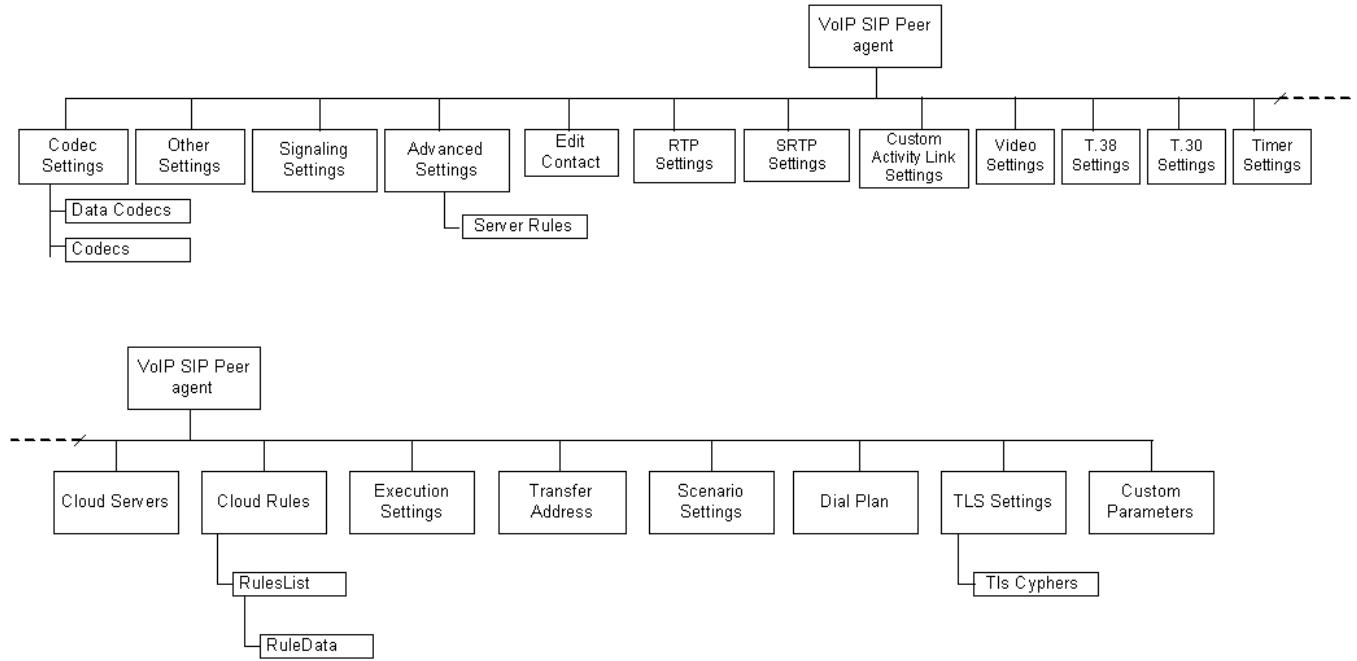 VoIP SIP Peer
agent
Codec
Settings
Other
Settings
Signaling
Settings
Advanced
Settings
Edit
Contact
RTP
Settings
SRTP
Settings
Custom
Activity Link
Settings
Video
Settings
T.38
Settings
T.30
Settings
Timer
Settings
Data Codecs
Codecs
Server Rules
VoIP SIP Peer
agent
Cloud Servers
Cloud Rules
Execution
Settings
Transfer
Address
Scenario
Settings
Dial Plan
TLS Settings
Custom
Parameters
RulesList
Tls Cyphers
RuleData